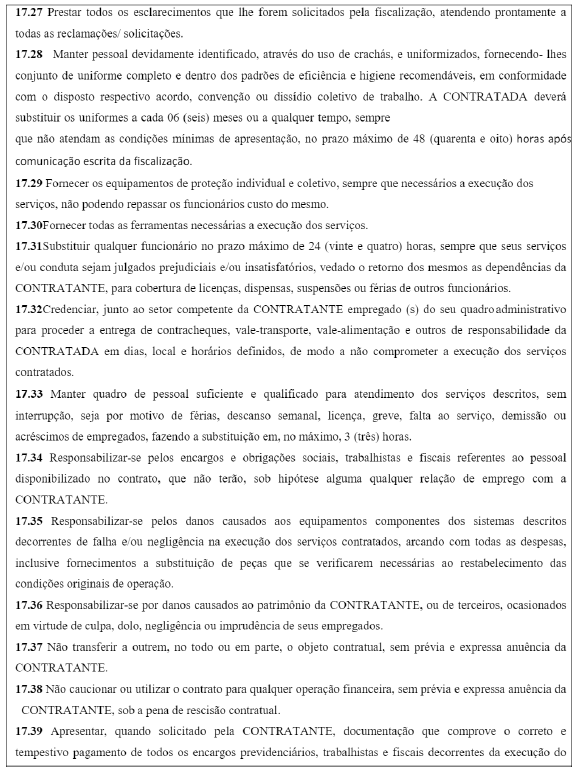 17.27 Prestar todos os esclarecimentos que lhe forem solicitados pela fiscalização, atendendo prontamente a
todas as reclamações/ solicitações.
17.28 Manter pessoal devidamente identificado, através do uso de crachás, e uniformizados, fornecendo- lhes
conjunto de uniforme completo e dentro dos padrões de eficiência e higiene recomendáveis, em conformidade
com o disposto respectivo acordo, convenção ou dissídio coletivo de trabalho. A CONTRATADA deverá
substituir os uniformes a cada 06 (seis) meses ou a qualquer tempo, sempre
que não atendam as condições mínimas de apresentação, no prazo máximo de 48 (quarenta e oito) horas após
comunicação escrita da fiscalização.
17.29 Fornecer os equipamentos de proteção individual e coletivo, sempre que necessários a execução dos
serviços, não podendo repassar os funcionários custo do mesmo.
17.30Fornecer todas as ferramentas necessárias a execução dos serviços.
17.31Substituir qualquer funcionário no prazo máximo de 24 (vinte e quatro) horas, sempre que seus serviços
e/ou conduta sejam julgados prejudiciais e/ou insatisfatórios, vedado o retorno dos mesmos as dependências da
CONTRATANTE, para cobertura de licenças, dispensas, suspensões ou férias de outros funcionários.
17.32Credenciar, junto ao setor competente da CONTRATANTE empregado (s) do seu quadroadministrativo
para proceder a entrega de contracheques, vale-transporte, vale-alimentação e outros de responsabilidade da
CONTRATADA em dias, local e horários definidos, de modo a não comprometer a execução dos serviços
contratados.
17.33 Manter quadro de pessoal suficiente e qualificado para atendimento dos serviços descritos, sem
interrupção, seja por motivo de férias, descanso semanal, licença, greve, falta ao serviço, demissão ou
acréscimos de empregados, fazendo a substituição em, no máximo, 3 (três) horas.
17.34 Responsabilizar-se pelos encargos e obrigações sociais, trabalhistas e fiscais referentes ao pessoal
disponibilizado no contrato, que não terão, sob hipótese alguma qualquer relação de emprego com a
CONTRATANTE.
17.35 Responsabilizar-se pelos danos causados aos equipamentos componentes dos sistemas descritos
decorrentes de falha e/ou negligência na execução dos serviços contratados, arcando com todas as despesas,
inclusive fornecimentos a substituição de peças que se verificarem necessárias ao restabelecimento das
condições originais de operação.
17.36 Responsabilizar-se por danos causados ao patrimônio da CONTRATANTE, ou de terceiros, ocasionados
em virtude de culpa, dolo, negligência ou imprudência de seus empregados.
17.37 Não transferir a outrem, no todo ou em parte, o objeto contratual, sem prévia e expressa anuência da
CONTRATANTE.
17.38 Não caucionar ou utilizar o contrato para qualquer operação financeira, sem prévia e expressa anuência da
CONTRATANTE, sob a pena de rescisão contratual.
17.39 Apresentar, quando solicitado pela CONTRATANTE, documentação que comprove o correto e
tempestivo pagamento de todos os encargos previdenciários, trabalhistas e fiscais decorrentes da execução do